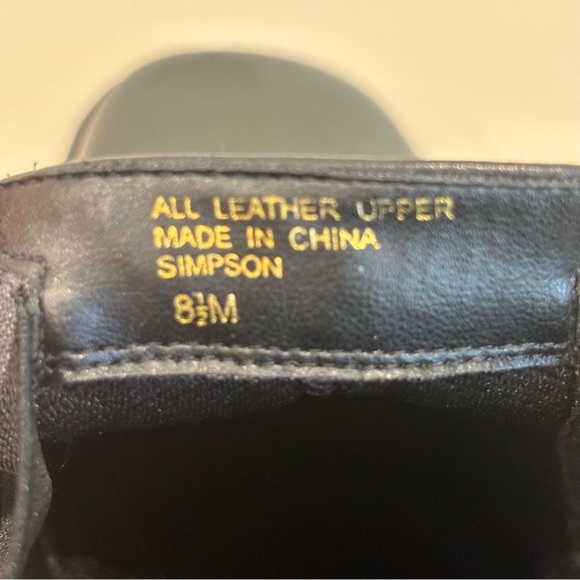 ALL LEATHER UPPER
MADE IN CHINA
SIMPSON
8½M